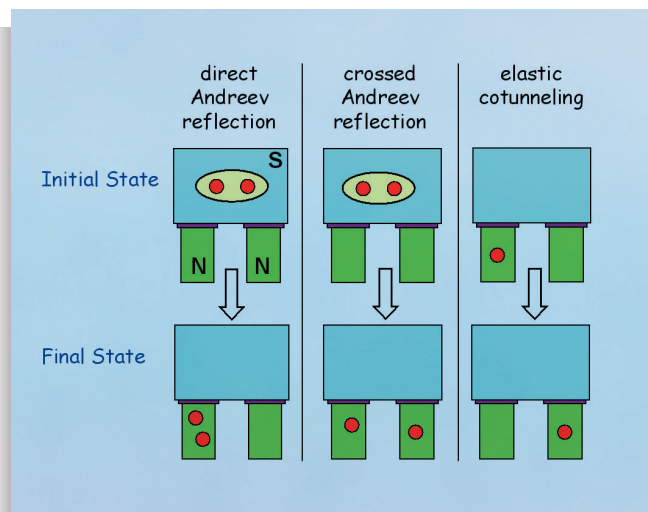 direct
Andreev
reflection
crossed
Andreev
reflection
elastic
cotunneling
Initial State
S
N
N
Final State